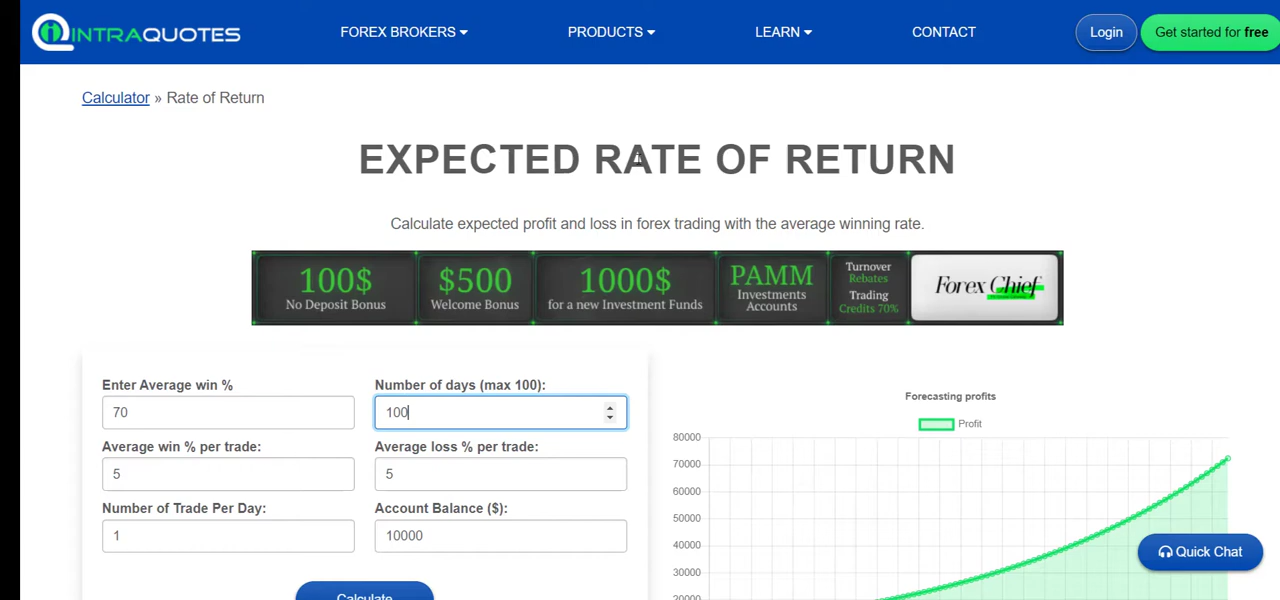 INTRAQUOTES
FOREX BROKERS
PRODUCTS
LEARN
CONTACT
Login
Get started for free
Calculator » Rate of Return
EXPECTED RATE OF RETURN
Calculate expected profit and loss in forex trading with the average winning rate.
100$
No Deposit Bonus
$500
Welcome Bonus
1000$
for a new Investment Funds
PAMM
Investments
Accounts
Turnover
Rebates
Trading
Credits 70%
Forex Chief
Enter Average win %
70
Number of days (max 100):
100
Average win % per trade:
5
Average loss % per trade:
5
Number of Trade Per Day:
1
Account Balance ($):
10000
Calculate
Forecasting profits
Profit
80000
70000
60000
50000
40000
30000
20000
Quick Chat